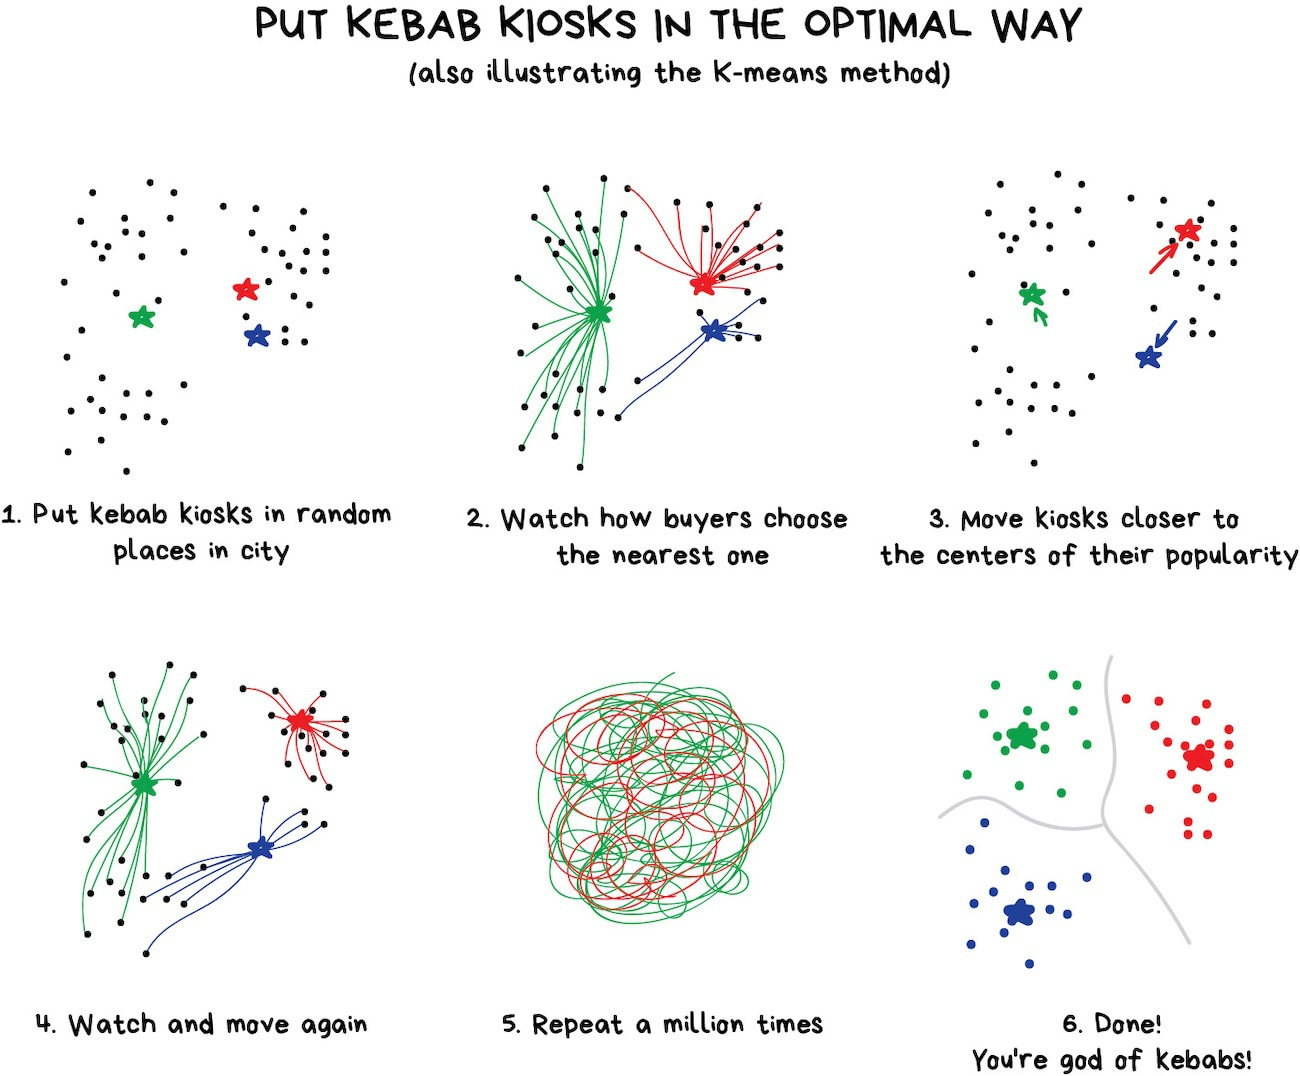 PUT KEBAB KIOSKS IN THE OPTIMAL WAY
(also illustrating the K-means method)
1. Put kebab kiosks in random
places in city
2. Watch how buyers choose
the nearest one
3. Move kiosks closer to
the centers of their popularity
4. Watch and move again
5. Repeat a million times
6. Done!
You're god of kebabs!